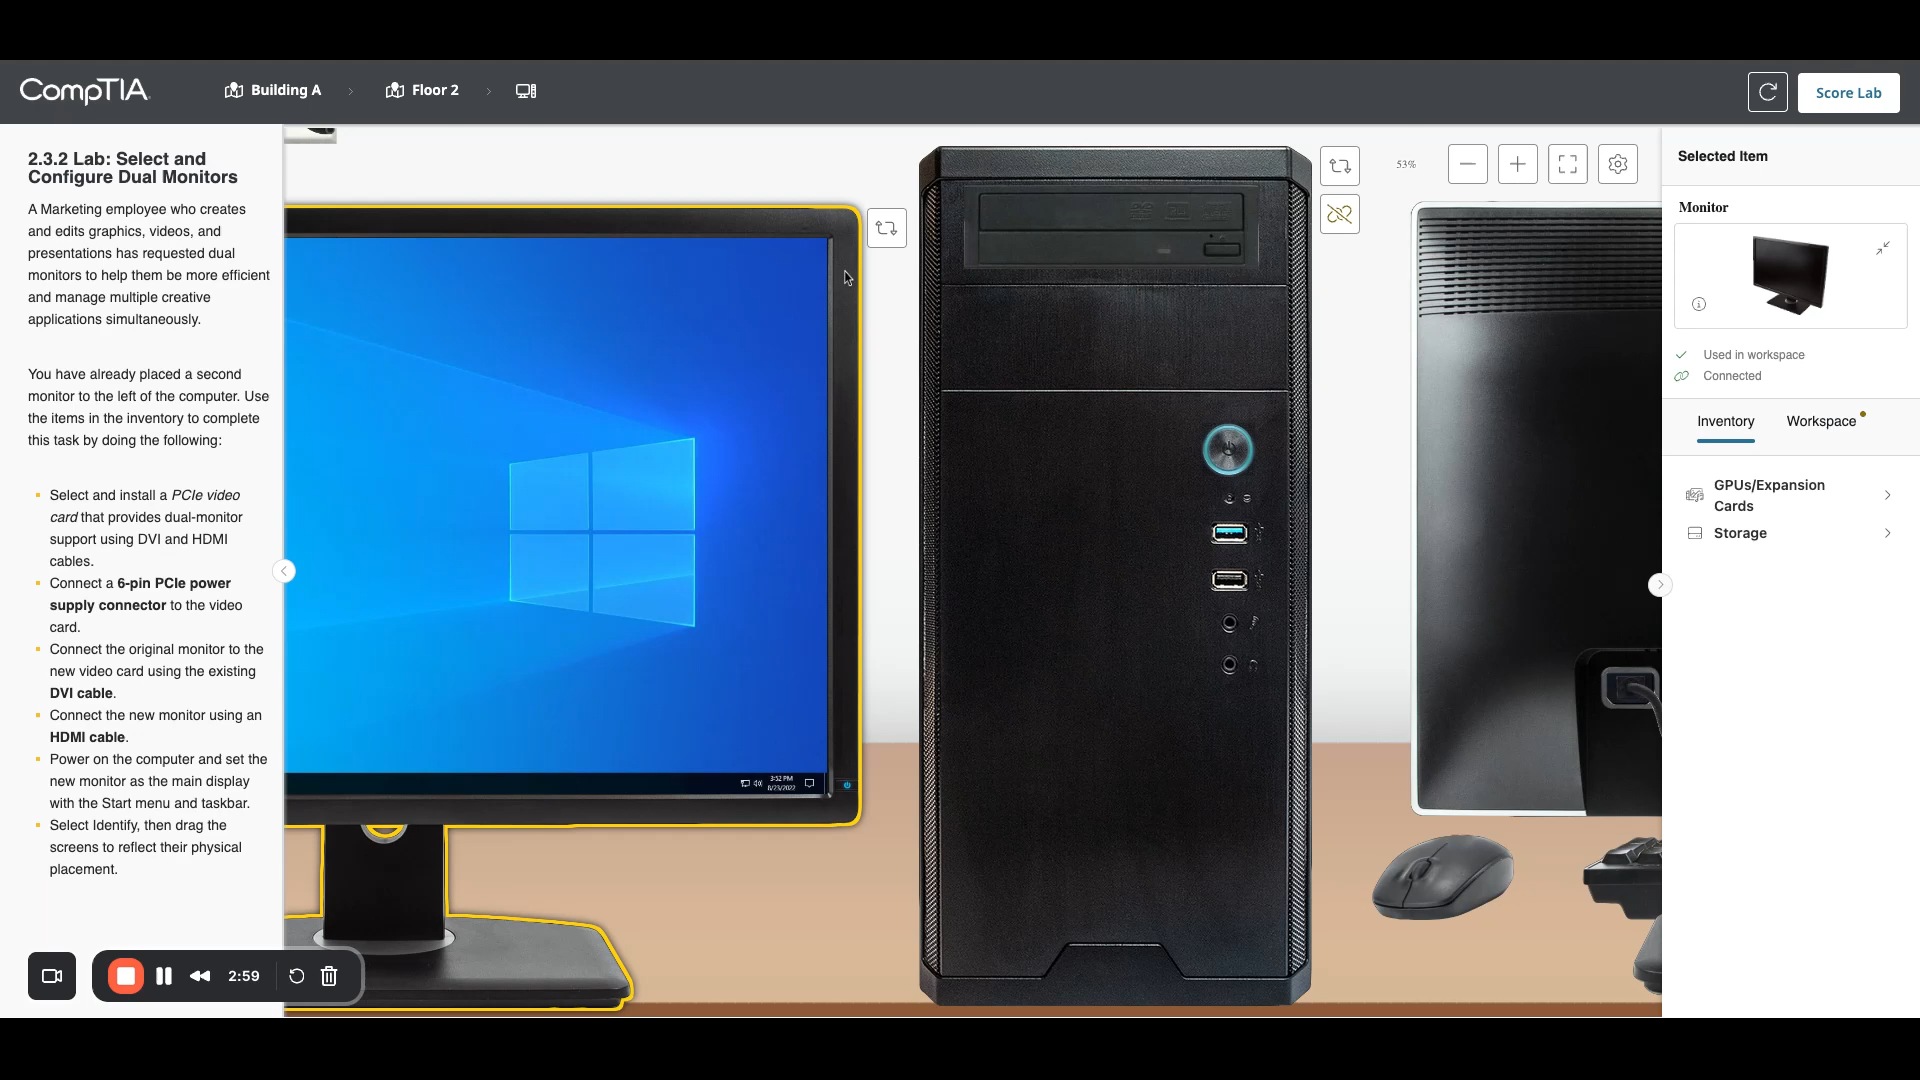 CompTIA.
Building A
Floor 2
Score Lab
2.3.2 Lab: Select and
Configure Dual Monitors
A Marketing employee who creates
and edits graphics, videos, and
presentations has requested dual
monitors to help them be more efficient
and manage multiple creative
applications simultaneously.
You have already placed a second
monitor to the left of the computer. Use
the items in the inventory to complete
this task by doing the following:
Select and install a PCIe video
card that provides dual-monitor
support using DVI and HDMI
cables.
Connect a 6-pin PCIe power
supply connector to the video
card.
Connect the original monitor to the
new video card using the existing
DVI cable.
Connect the new monitor using an
HDMI cable.
Power on the computer and set the
new monitor as the main display
with the Start menu and taskbar.
Select Identify, then drag the
screens to reflect their physical
placement.
2:59
3:52 PM
8/23/2022
53%
Selected Item
Monitor
Used in workspace
Connected
Inventory
Workspace
GPUs/Expansion
Cards
Storage